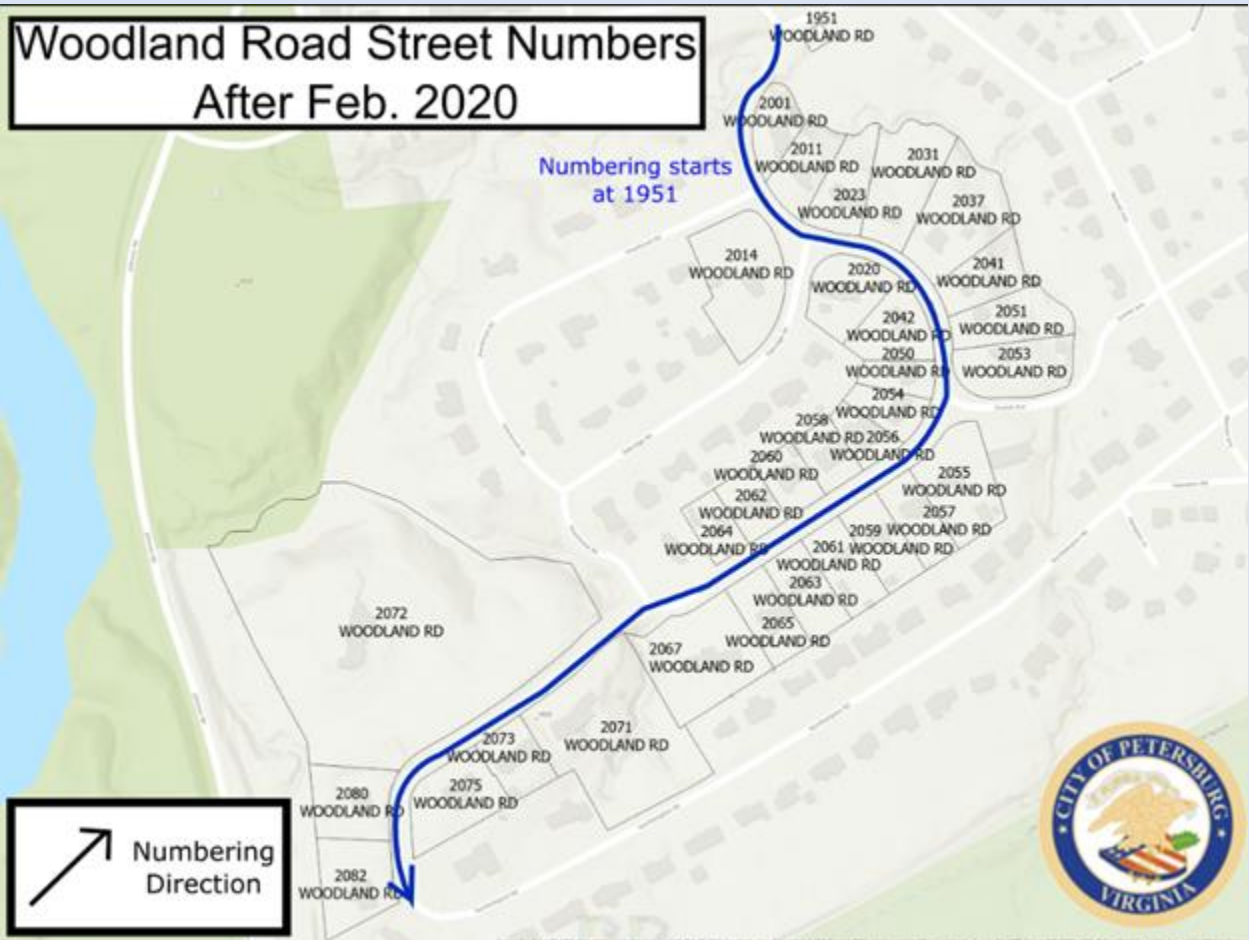 Woodland Road Street Numbers
After Feb. 2020
1951
WOODLAND RD
2001
WOODLAND RD
Numbering starts
at 1951
2011
WOODLAND RD
2031
WOODLAND RD
2023
WOODLAND RD
2037
WOODLAND RD
2014
WOODLAND RD
2020
WOODLAND RD
2041
WOODLAND RD
2042
WOODLAND RD
2051
WOODLAND RD
2050
WOODLAND RD
2053
WOODLAND RD
2054
WOODLAND RD
2058
WOODLAND RD
2056
WOODLAND RD
2060
WOODLAND RD
2055
WOODLAND RD
2062
WOODLAND RD
2057
WOODLAND RD
2064
WOODLAND RD
2059
WOODLAND RD
2061
WOODLAND RD
2063
WOODLAND RD
2072
WOODLAND RD
2065
WOODLAND RD
2067
WOODLAND RD
2071
WOODLAND RD
2073
WOODLAND RD
2075
WOODLAND RD
2080
WOODLAND RD
2082
WOODLAND RD
Numbering
Direction
CITY OF PETERSBURG
VIRGINIA